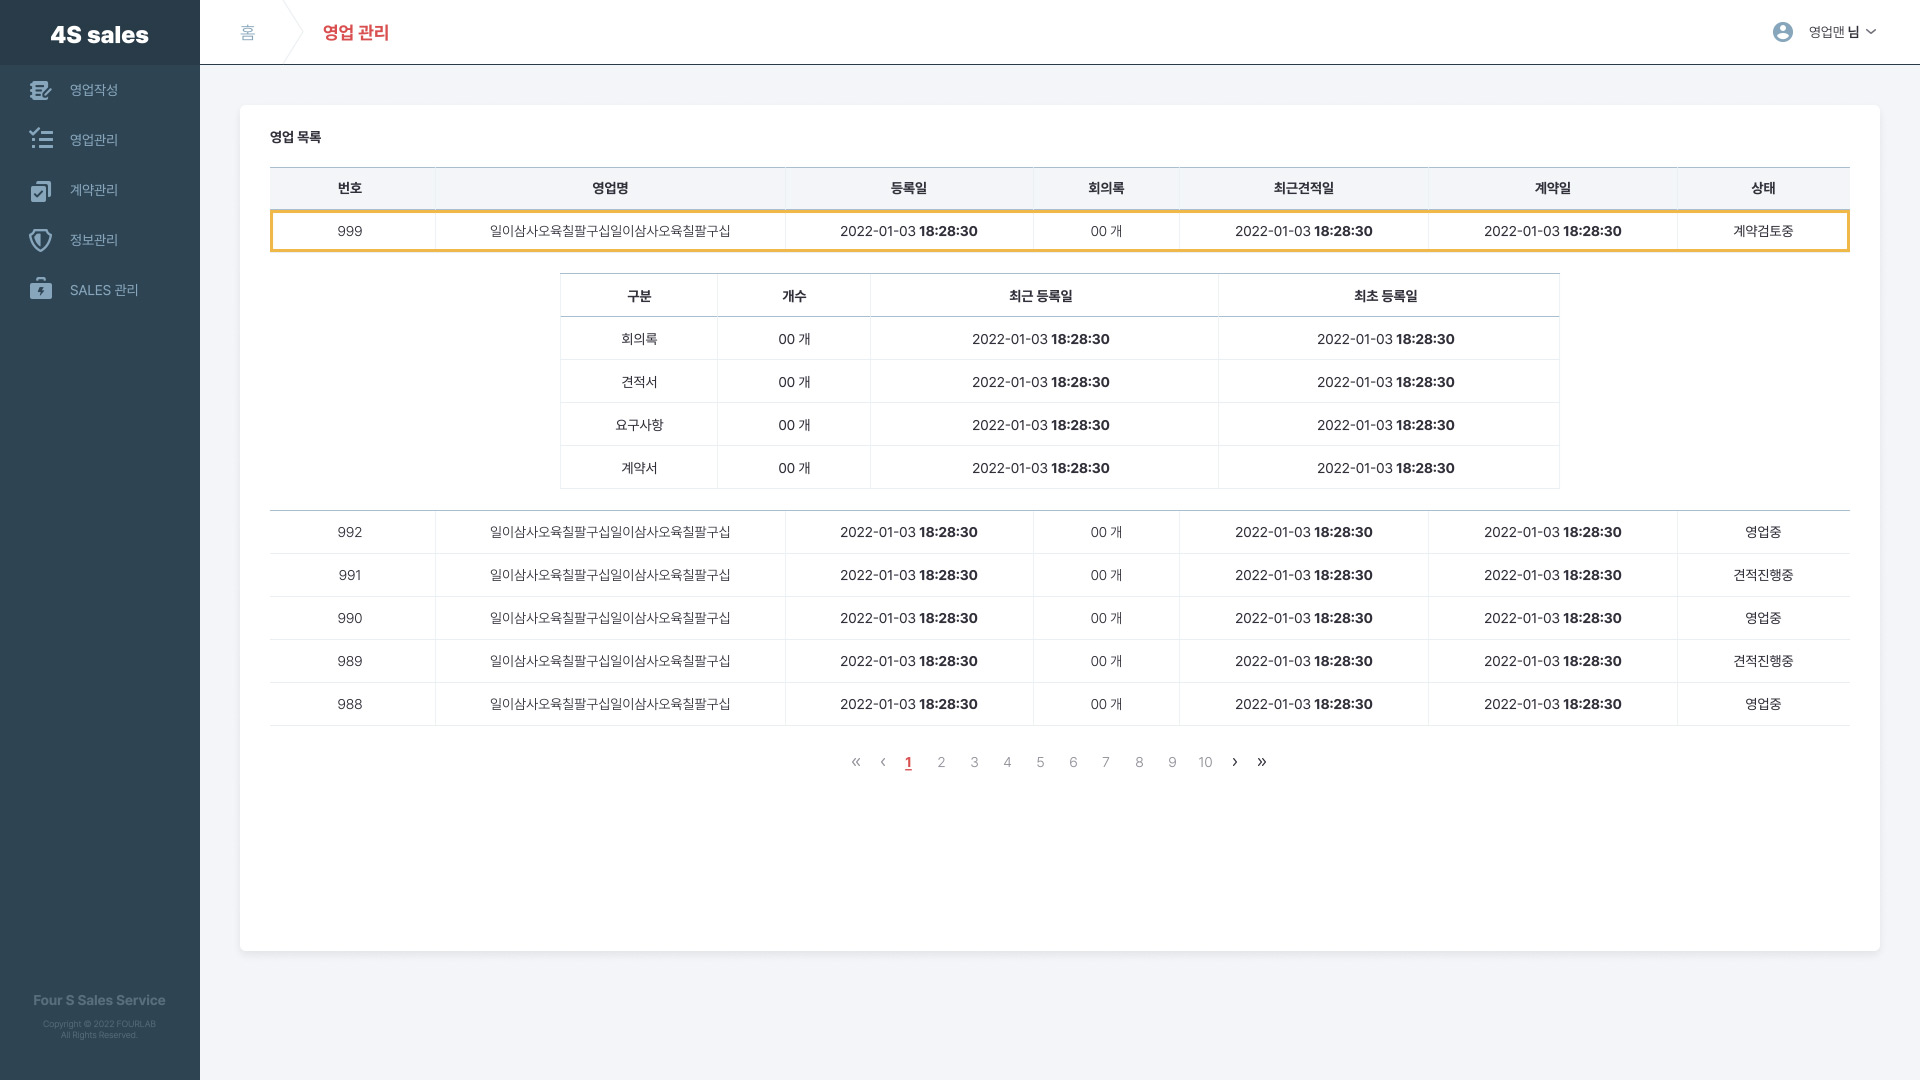 4S sales
홈
영업 관리
영업맨 님
영업작성
영업관리
계약관리
정보관리
SALES 관리
영업 목록
번호 영업명 등록일 회의록 최근견적일 계약일 상태
999 일이삼사오육칠팔구십일이삼사오육칠팔구십 2022-01-03 18:28:30 00 개 2022-01-03 18:28:30 2022-01-03 18:28:30 계약검토중
구분 개수 최근 등록일 최초 등록일
회의록 00 개 2022-01-03 18:28:30 2022-01-03 18:28:30
견적서 00 개 2022-01-03 18:28:30 2022-01-03 18:28:30
요구사항 00 개 2022-01-03 18:28:30 2022-01-03 18:28:30
계약서 00 개 2022-01-03 18:28:30 2022-01-03 18:28:30
992 일이삼사오육칠팔구십일이삼사오육칠팔구십 2022-01-03 18:28:30 00 개 2022-01-03 18:28:30 2022-01-03 18:28:30 영업중
991 일이삼사오육칠팔구십일이삼사오육칠팔구십 2022-01-03 18:28:30 00 개 2022-01-03 18:28:30 2022-01-03 18:28:30 견적진행중
990 일이삼사오육칠팔구십일이삼사오육칠팔구십 2022-01-03 18:28:30 00 개 2022-01-03 18:28:30 2022-01-03 18:28:30 영업중
989 일이삼사오육칠팔구십일이삼사오육칠팔구십 2022-01-03 18:28:30 00 개 2022-01-03 18:28:30 2022-01-03 18:28:30 견적진행중
988 일이삼사오육칠팔구십일이삼사오육칠팔구십 2022-01-03 18:28:30 00 개 2022-01-03 18:28:30 2022-01-03 18:28:30 영업중
« ‹ 1 2 3 4 5 6 7 8 9 10 › »
Four S Sales Service
Copyright © 2022 FOURLAB
All Rights Reserved.